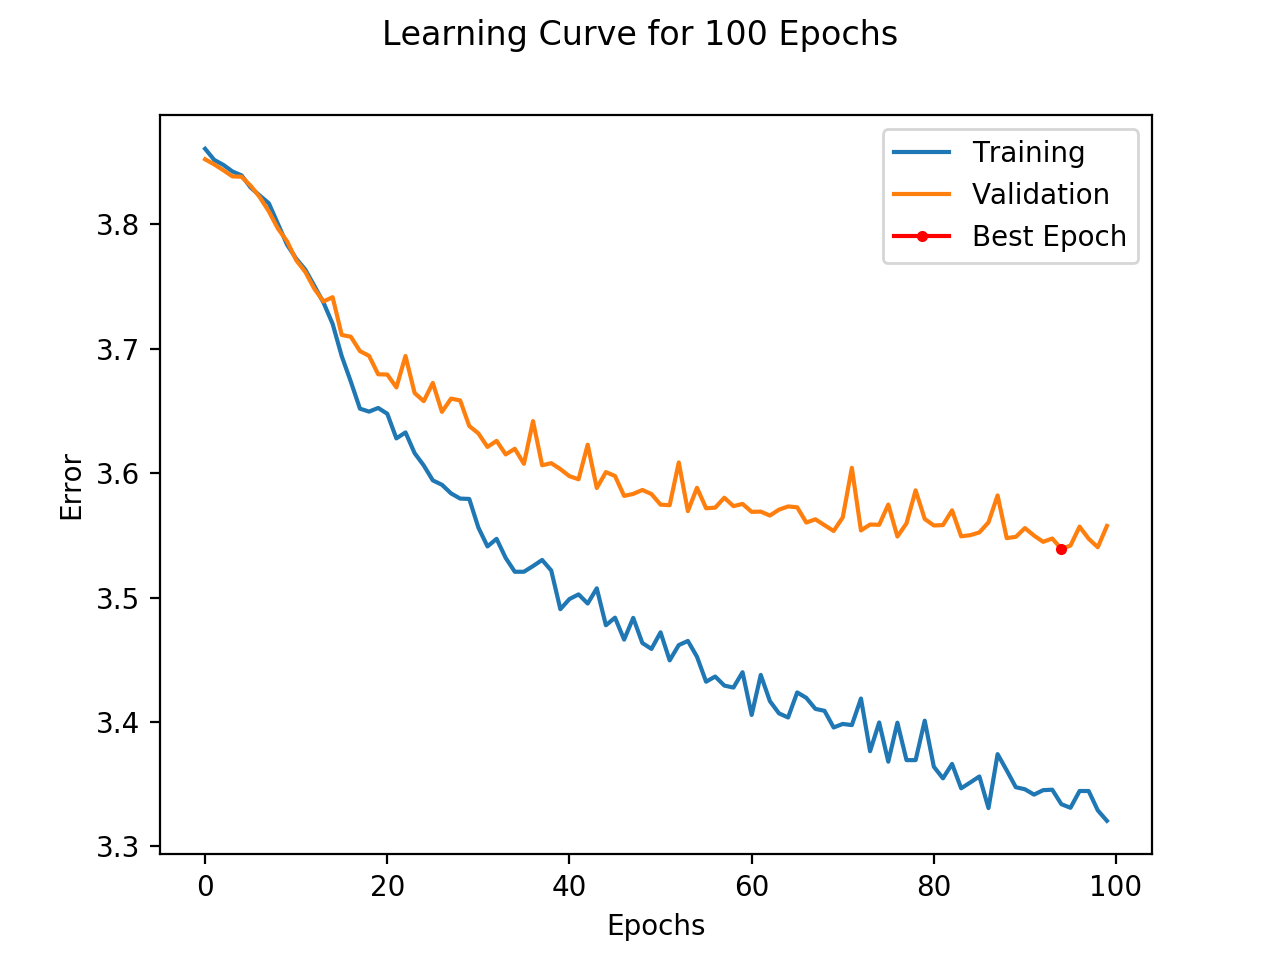 Learning Curve for 100 Epochs
Training
Validation
Best Epoch
3.8
3.7
3.6
3.5
3.4
3.3
Error
0 20 40 60 80 100
Epochs